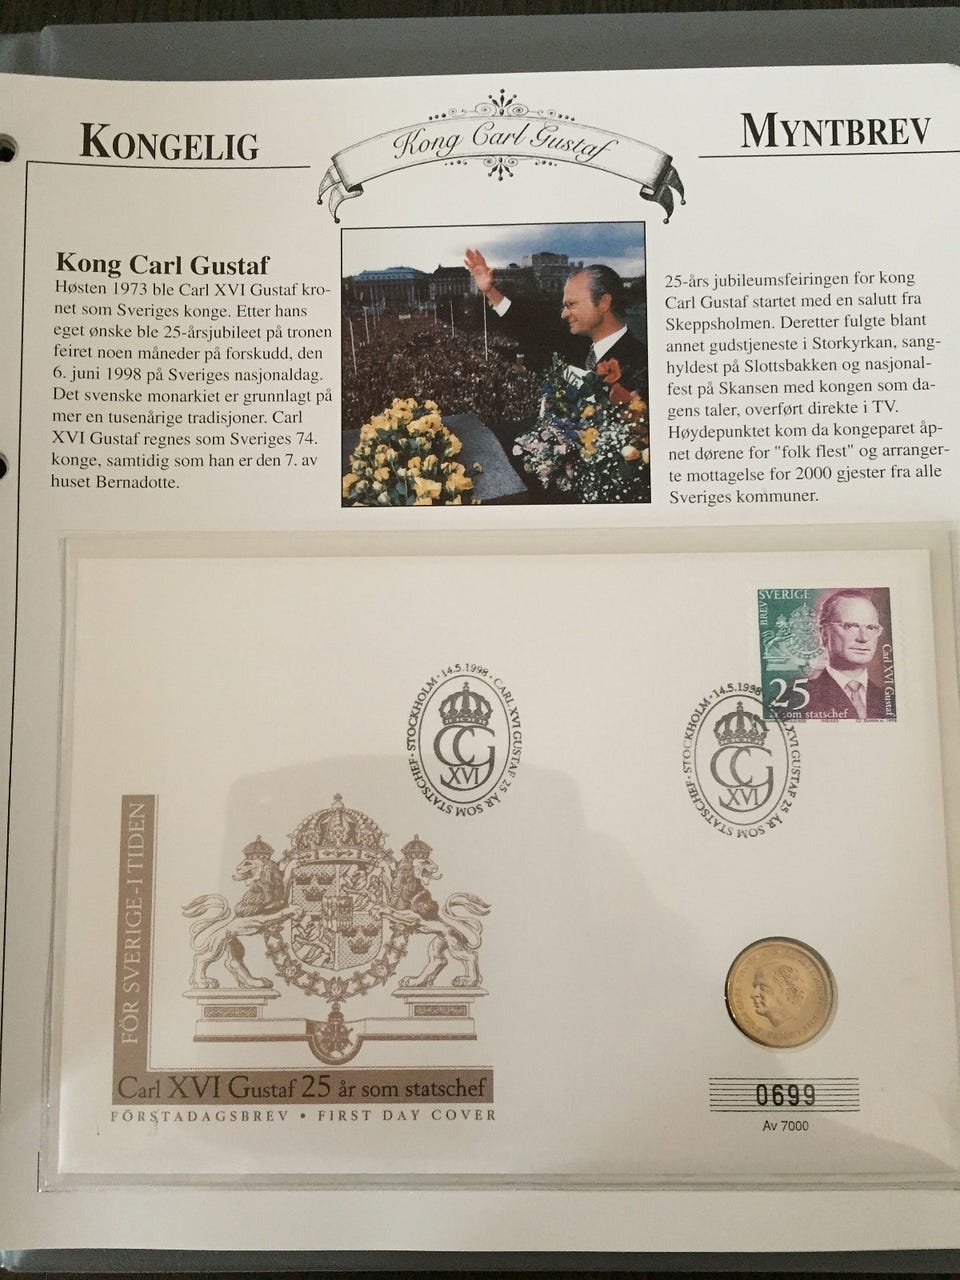 KONGELIG
Kong Carl Gustaf
MYNTBREV
Kong Carl Gustaf
Høsten 1973 ble Carl XVI Gustaf kro-
net som Sveriges konge. Etter hans
eget ønske ble 25-årsjubileet på tronen
feiret noen måneder på forskudd, den
6. juni 1998 på Sveriges nasjonaldag.
Det svenske monarkiet er grunnlagt på
mer en tusenårige tradisjoner. Carl
XVI Gustaf regnes som Sveriges 74.
konge, samtidig som han er den 7. av
huset Bernadotte.
25-års jubileumsfeiringen for kong
Carl Gustaf startet med en salutt fra
Skeppsholmen. Deretter fulgte blant
annet gudstjeneste i Storkyrkan, sang-
hyldest på Slottsbakken og nasjonal-
fest på Skansen med kongen som da-
gens taler, overført direkte i TV.
Høydepunktet kom da kongeparet åp-
net dørene for "folk flest" og arranger-
te mottagelse for 2000 gjester fra alle
Sveriges kommuner.
SVERIGE
BREV
Carl XVI Gustaf
25
år som statschef
STOCKHOLM · 14.5.1998 · CARL XVI GUSTAF 25 ÅR SOM STATSCHEF ·
CG
XVI
STOCKHOLM · 14.5.1998 XVI GUSTAF 25 ÅR SOM STATSCHEF ·
CG
XVI
FÖR SVERIGE-I TIDEN
Carl XVI Gustaf 25 år som statschef
FÖRSTADAGSBREV • FIRST DAY COVER
0699
Av 7000